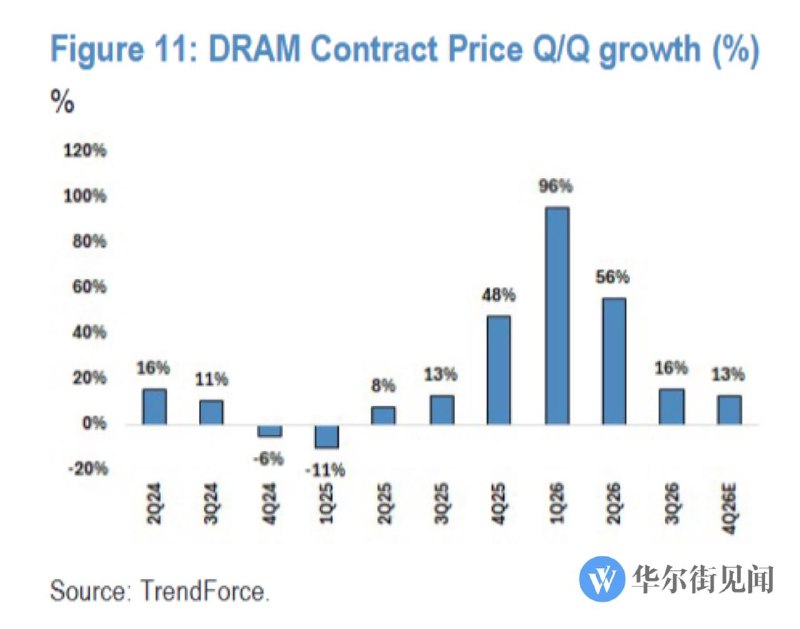 Figure 11: DRAM Contract Price Q/Q growth (%)
%
120%
100%
80%
60%
40%
20%
0%
-20%
16%
11%
-6%
-11%
8%
13%
48%
96%
56%
16%
13%
2Q24
3Q24
4Q24
1Q25
2Q25
3Q25
4Q25
1Q26
2Q26
3Q26
4Q26E
Source: TrendForce.
W 华尔街见闻